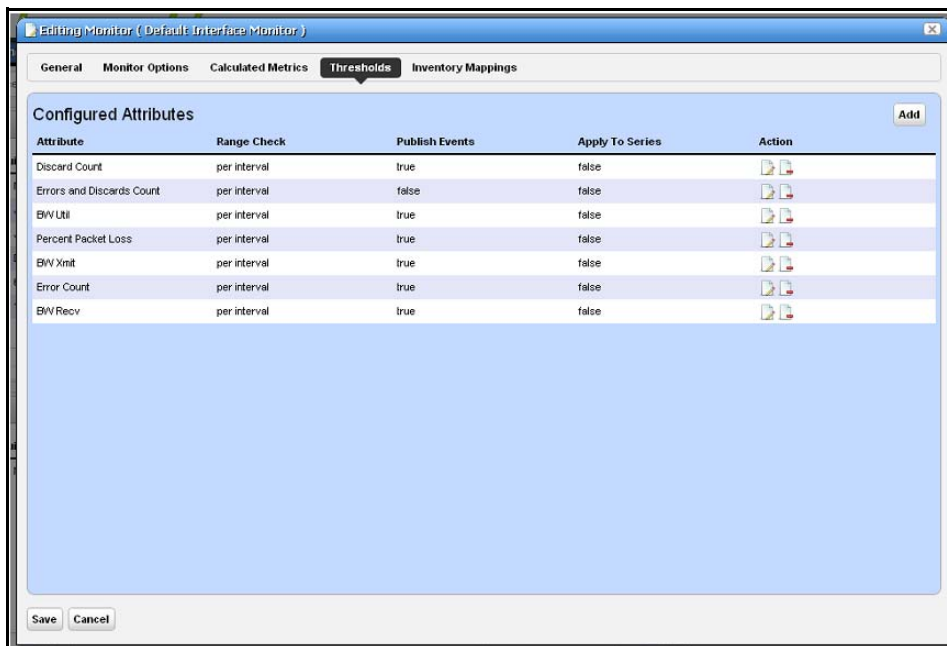 Editing Monitor ( Default Interface Monitor )
General Monitor Options Calculated Metrics Thresholds Inventory Mappings
Configured Attributes Add
Attribute Range Check Publish Events Apply To Series Action
Discard Count per interval true false
Errors and Discards Count per interval false false
BW Util per interval true false
Percent Packet Loss per interval true false
BW Xmit per interval true false
Error Count per interval true false
BW Recv per interval true false
Save Cancel